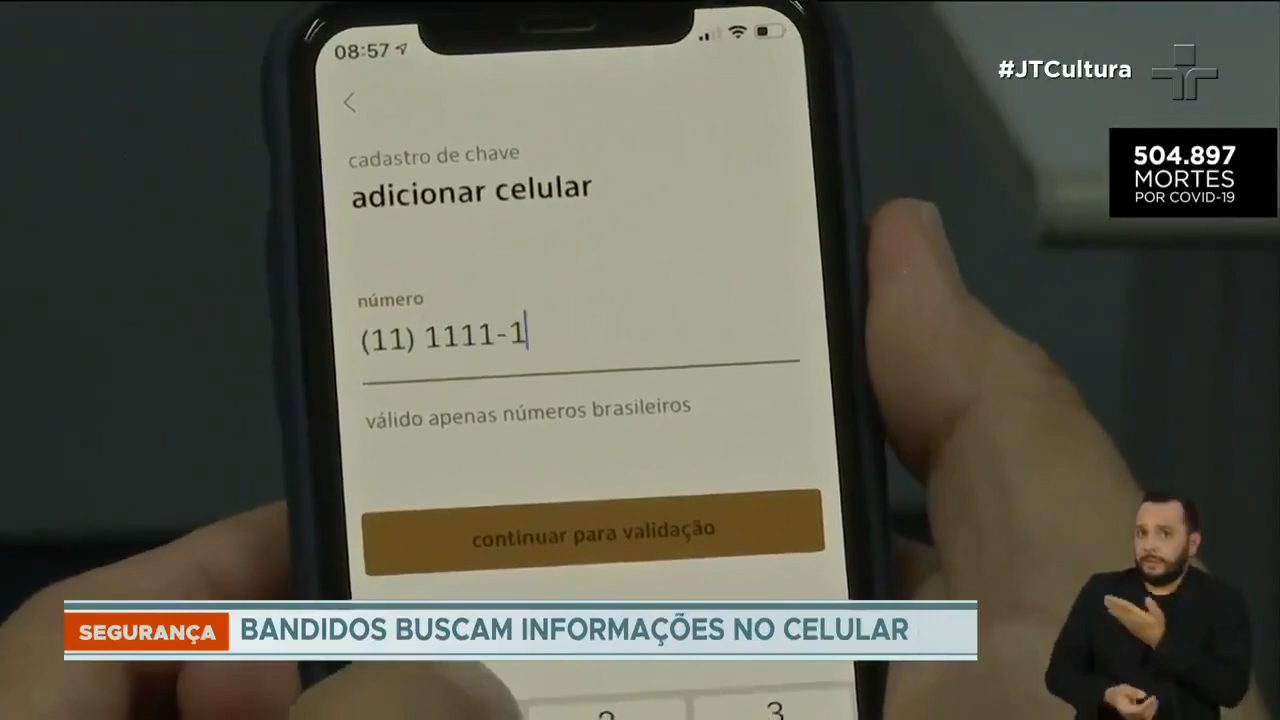 08:57
#JTCultura
cadastro de chave
adicionar celular
504.897
MORTES
POR COVID-19
número
(11) 1111-1
válido apenas números brasileiros
continuar para validação
SEGURANÇA
BANDIDOS BUSCAM INFORMAÇÕES NO CELULAR
2
3